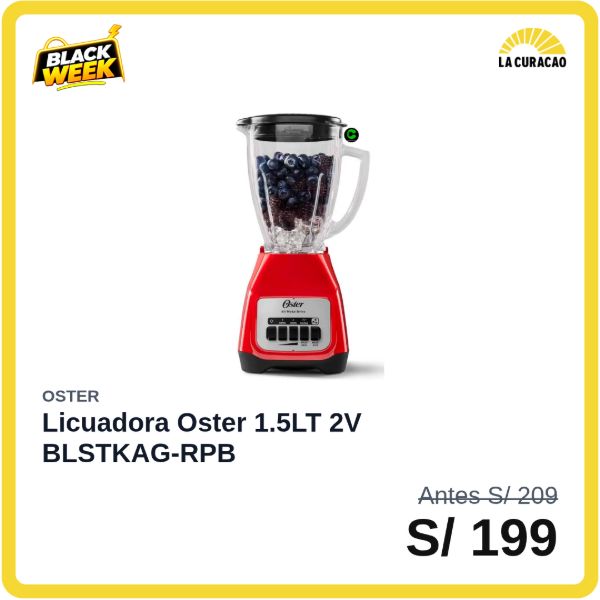 BLACK
WEEK
LA CURACAO
Oster
OSTER
Licuadora Oster 1.5LT 2V
BLSTKAG-RPB
Antes S/ 209
S/ 199